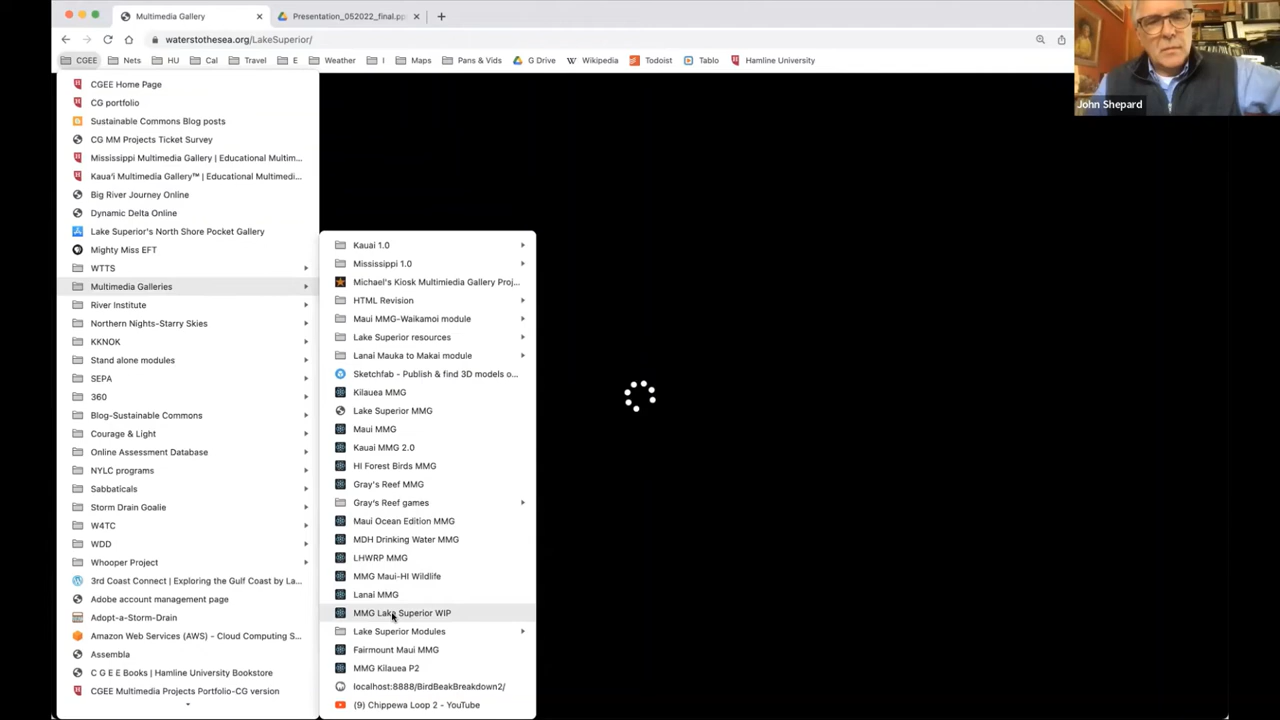 Multimedia Gallery
Presentation_052022_final.pp
waterstothesea.org/LakeSuperior/
CGEE Nets HU Cal Travel E Weather I Maps Pans & Vids G Drive Wikipedia Todoist Tablo Hamline University
John Shepard
CGEE Home Page
CG portfolio
Sustainable Commons Blog posts
CG MM Projects Ticket Survey
Mississippi Multimedia Gallery | Educational Multim...
Kaua'i Multimedia Gallery™ | Educational Multimedi...
Big River Journey Online
Dynamic Delta Online
Lake Superior's North Shore Pocket Gallery
Mighty Miss EFT
WTTS
Multimedia Galleries
River Institute
Northern Nights-Starry Skies
KKNOK
Stand alone modules
SEPA
360
Blog-Sustainable Commons
Courage & Light
Online Assessment Database
NYLC programs
Sabbaticals
Storm Drain Goalie
W4TC
WDD
Whooper Project
3rd Coast Connect | Exploring the Gulf Coast by La...
Adobe account management page
Adopt-a-Storm-Drain
Amazon Web Services (AWS) - Cloud Computing S...
Assembla
C G E E Books | Hamline University Bookstore
CGEE Multimedia Projects Portfolio-CG version
Kauai 1.0
Mississippi 1.0
Michael's Kiosk Multimiedia Gallery Proj...
HTML Revision
Maui MMG-Waikamoi module
Lake Superior resources
Lanai Mauka to Makai module
Sketchfab - Publish & find 3D models o...
Kilauea MMG
Lake Superior MMG
Maui MMG
Kauai MMG 2.0
HI Forest Birds MMG
Gray's Reef MMG
Gray's Reef games
Maui Ocean Edition MMG
MDH Drinking Water MMG
LHWRP MMG
MMG Maui-HI Wildlife
Lanai MMG
MMG Lake Superior WIP
Lake Superior Modules
Fairmount Maui MMG
MMG Kilauea P2
localhost:8888/BirdBeakBreakdown2/
(9) Chippewa Loop 2 - YouTube